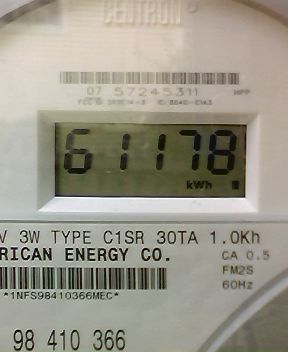 CENTRON
07 57245311 MPP
61178
kWh
V 3W TYPE C1SR 30TA 1.0Kh
RICAN ENERGY CO. CA 0.5
FM2S
60Hz
*1NFS98410366MEC*
98 410 366